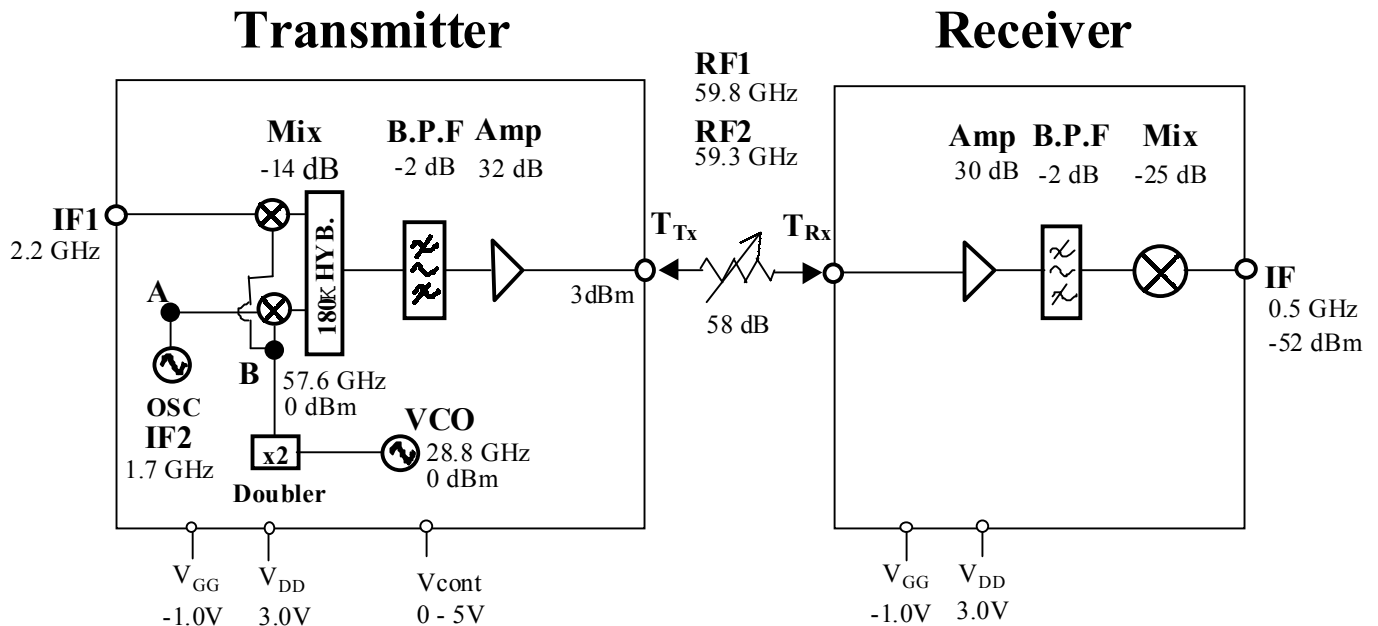 Transmitter
Receiver
RF1
59.8 GHz
RF2
59.3 GHz
Mix
-14 dB
B.P.F
-2 dB
Amp
32 dB
IF1
2.2 GHz
180κ HYB.
A
B
OSC
IF2
1.7 GHz
57.6 GHz
0 dBm
x2
Doubler
VCO
28.8 GHz
0 dBm
3dBm
T_Tx
T_Rx
58 dB
Amp
30 dB
B.P.F
-2 dB
Mix
-25 dB
IF
0.5 GHz
-52 dBm
V_GG
-1.0V
V_DD
3.0V
Vcont
0 - 5V
V_GG
-1.0V
V_DD
3.0V